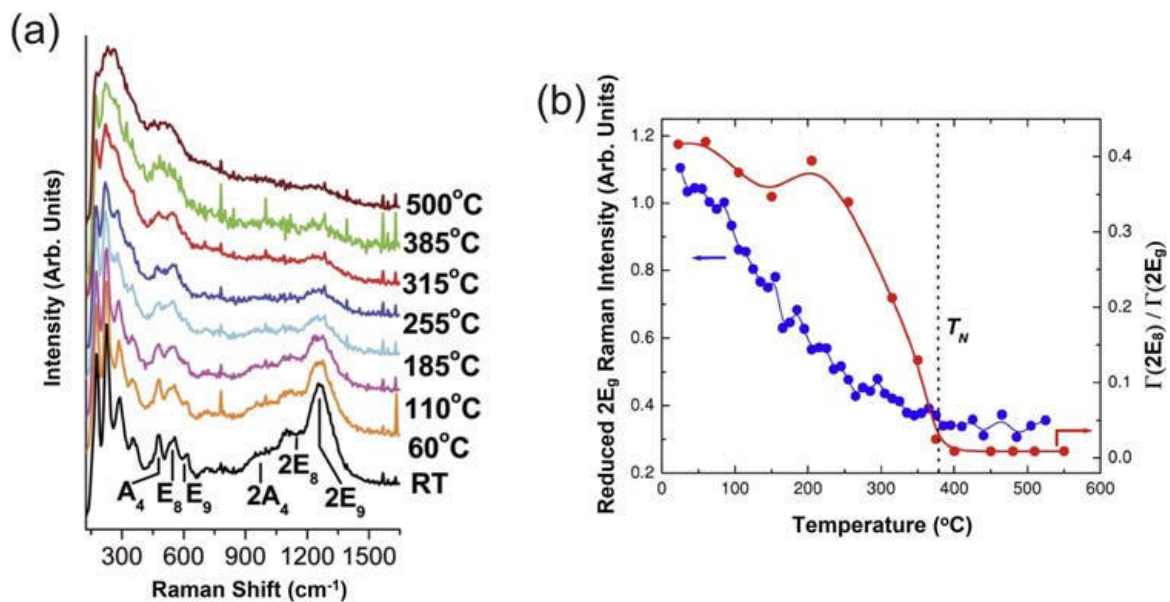 (a)
Intensity (Arb. Units)
500°C
385°C
315°C
255°C
185°C
110°C
60°C
RT
A₄
E₈
E₉
2A₄
2E₈
2E₉
300 600 900 1200 1500
Raman Shift (cm⁻¹)
(b)
Reduced 2E₉ Raman Intensity (Arb. Units)
1.2
1.0
0.8
0.6
0.4
0.2
T_N
0.4
0.3
0.2
0.1
0.0
Γ(2E₈) / Γ(2E₉)
0 100 200 300 400 500 600
Temperature (°C)